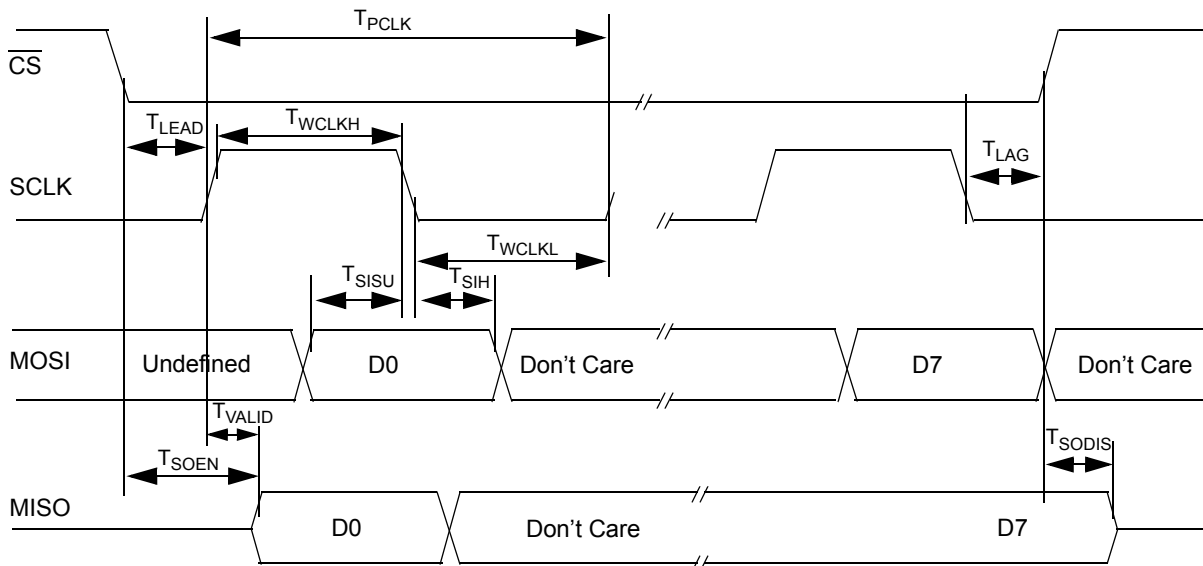 T_PCLK
CS
T_LEAD
T_WCLKH
T_LAG
SCLK
T_WCLKL
T_SISU
T_SIH
MOSI
Undefined
D0
Don't Care
D7
Don't Care
T_VALID
T_SOEN
T_SODIS
MISO
D0
Don't Care
D7